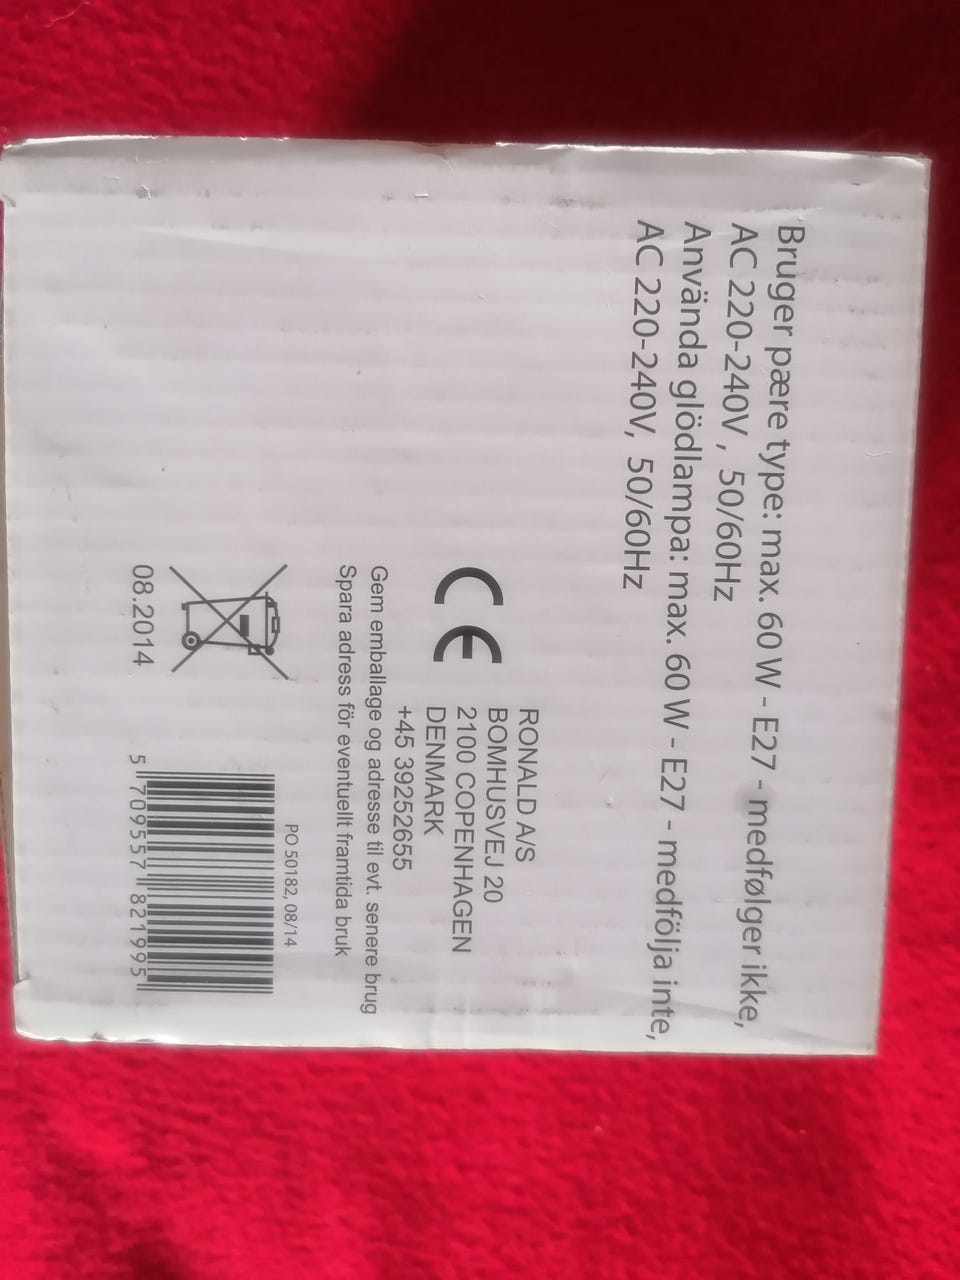 Bruger pære type: max. 60 W - E27 - medfølger ikke,
AC 220-240V , 50/60Hz
Använda glödlampa: max. 60 W - E27 - medfölja inte,
AC 220-240V, 50/60Hz
CE
RONALD A/S
BOMHUSVEJ 20
2100 COPENHAGEN
DENMARK
+45 39252655
Gem emballage og adresse til evt. senere brug
Spara adress för eventuellt framtida bruk
08.2014
PO 50182, 08/14
5 709557 821995